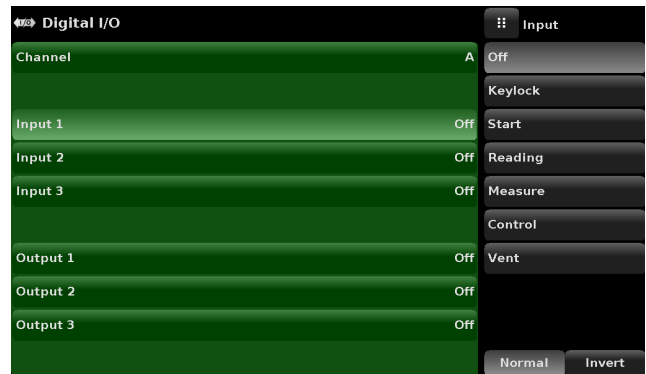 I/O Digital I/O
Input
Channel A
Input 1 Off
Input 2 Off
Input 3 Off
Output 1 Off
Output 2 Off
Output 3 Off
Off
Keylock
Start
Reading
Measure
Control
Vent
Normal Invert